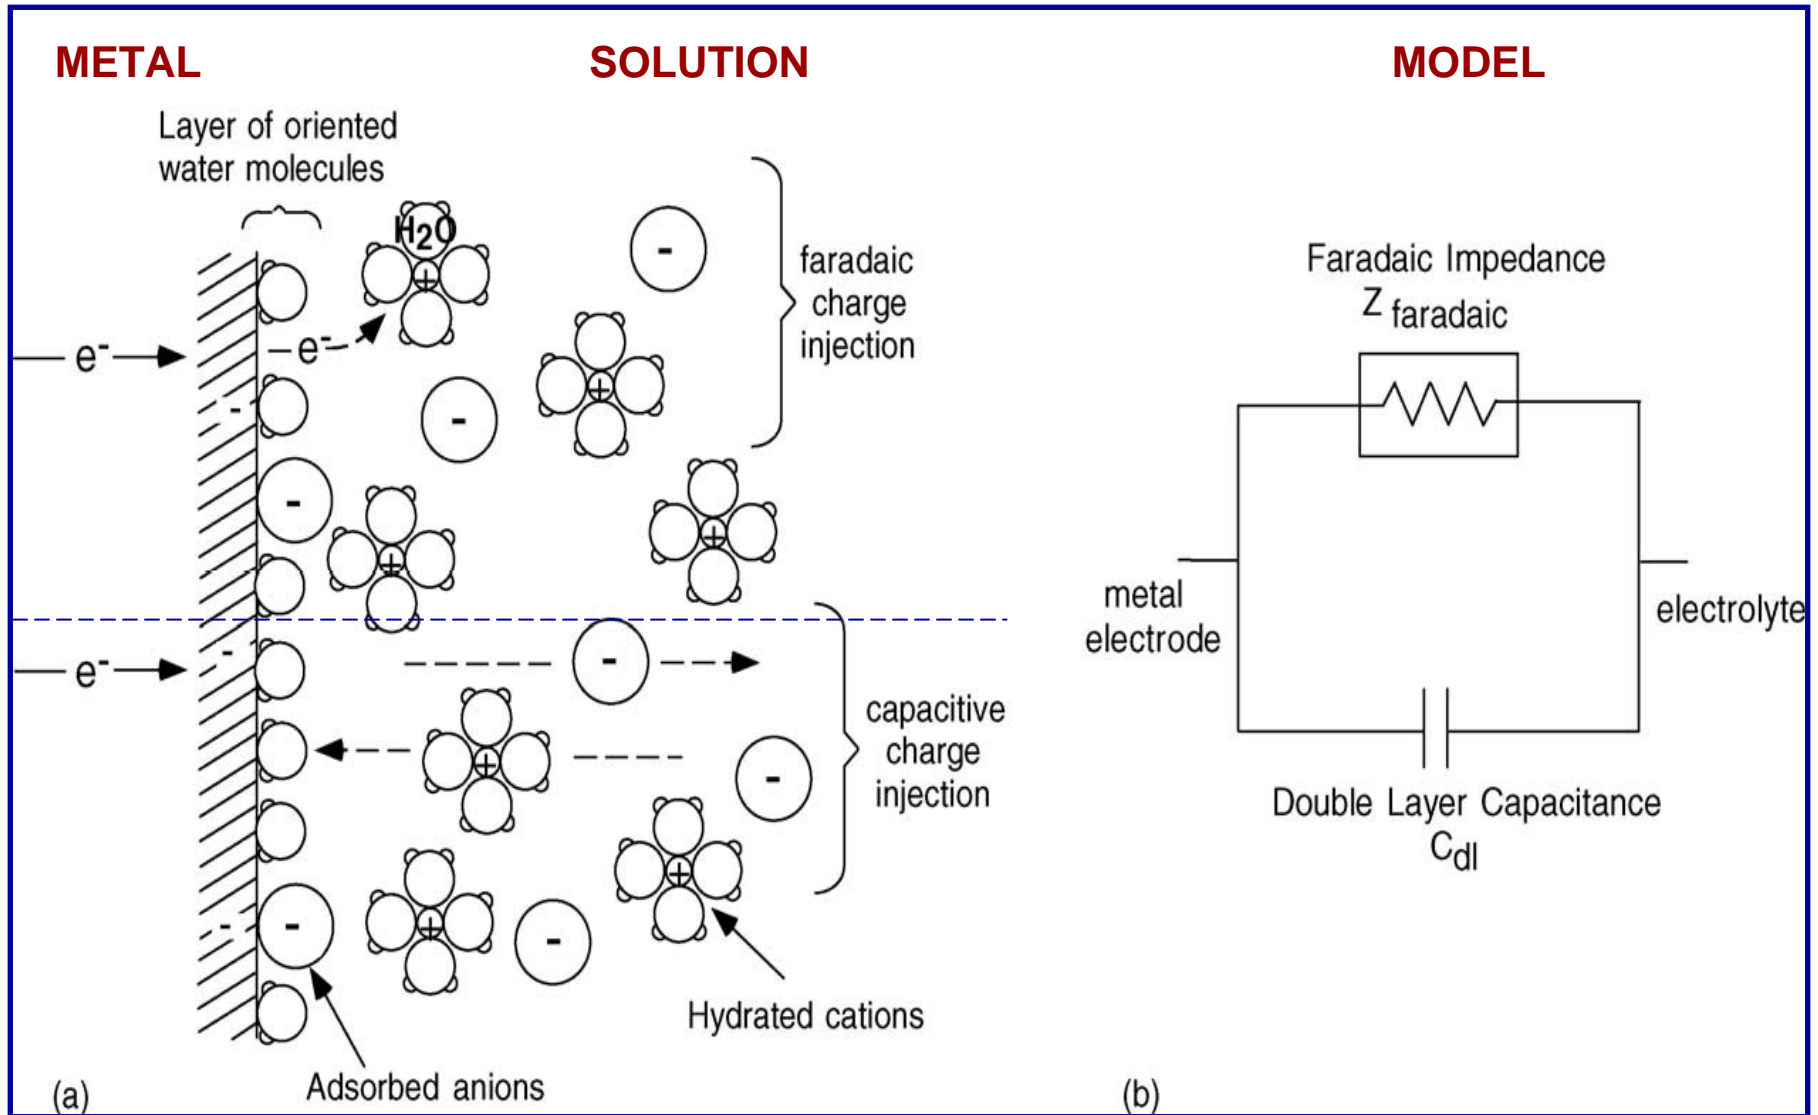 METAL
SOLUTION
MODEL
Layer of oriented
water molecules
H2O
-
faradaic
charge
injection
e-
e-
+
+
-
-
-
+
+
e-
-
-
+
capacitive
charge
injection
-
+
+
-
-
-
Hydrated cations
Adsorbed anions
(a)
Faradaic Impedance
Z faradaic
metal
electrode
electrolyte
Double Layer Capacitance
Cdl
(b)